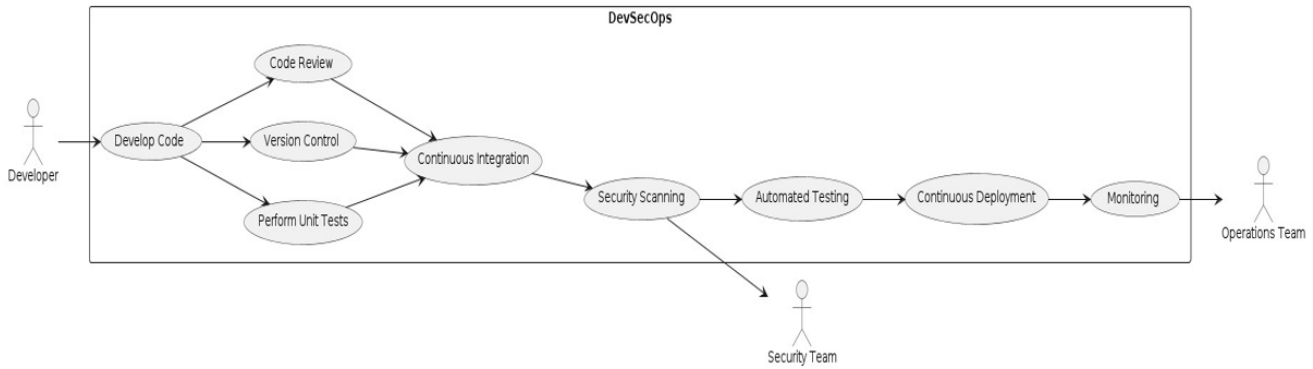 DevSecOps
Code Review
Develop Code
Version Control
Continuous Integration
Perform Unit Tests
Security Scanning
Automated Testing
Continuous Deployment
Monitoring
Developer
Operations Team
Security Team